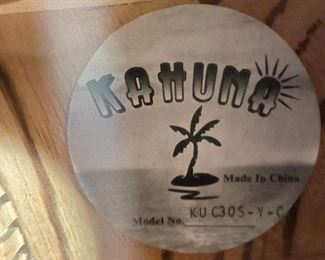 KAHUNA
Made In China
Model No. KU C30S-Y-C